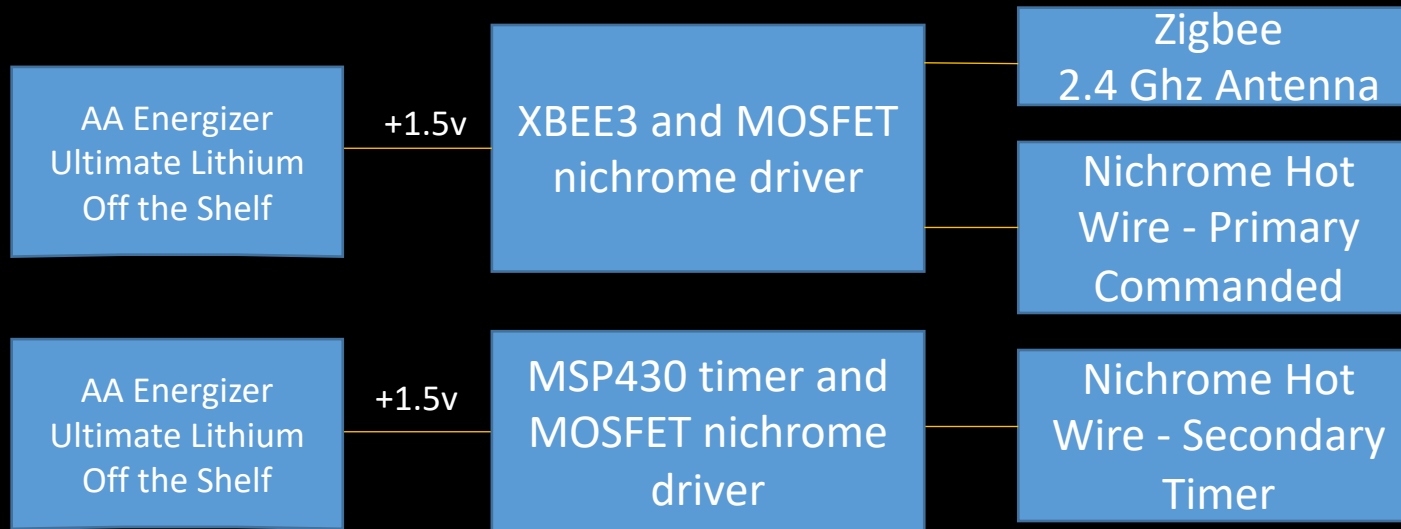 AA Energizer
Ultimate Lithium
Off the Shelf
+1.5v
XBEE3 and MOSFET
nichrome driver
Zigbee
2.4 Ghz Antenna
Nichrome Hot
Wire - Primary
Commanded
AA Energizer
Ultimate Lithium
Off the Shelf
+1.5v
MSP430 timer and
MOSFET nichrome
driver
Nichrome Hot
Wire - Secondary
Timer